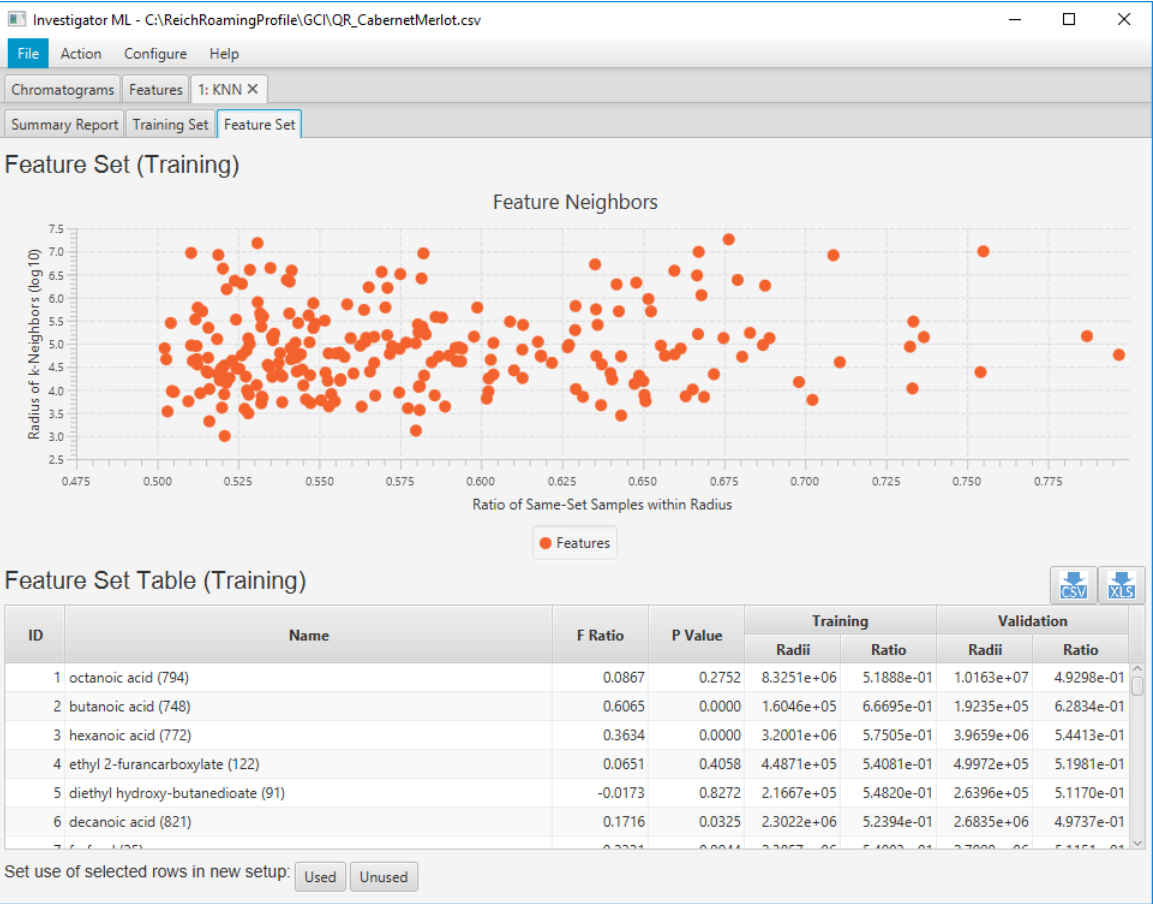 Investigator ML - C:\ReichRoamingProfile\GCI\QR_CabernetMerlot.csv
File Action Configure Help
Chromatograms Features 1: KNN ✕
Summary Report Training Set Feature Set
Feature Set (Training)
Feature Neighbors
Radius of k-Neighbors (log10)
7.5
7.0
6.5
6.0
5.5
5.0
4.5
4.0
3.5
3.0
2.5
0.475 0.500 0.525 0.550 0.575 0.600 0.625 0.650 0.675 0.700 0.725 0.750 0.775
Ratio of Same-Set Samples within Radius
Features
Feature Set Table (Training)
CSV XLS
ID Name F Ratio P Value Training Validation
Radii Ratio Radii Ratio
1 octanoic acid (794) 0.0867 0.2752 8.3251e+06 5.1888e-01 1.0163e+07 4.9298e-01
2 butanoic acid (748) 0.6065 0.0000 1.6046e+05 6.6695e-01 1.9235e+05 6.2834e-01
3 hexanoic acid (772) 0.3634 0.0000 3.2001e+06 5.7505e-01 3.9659e+06 5.4413e-01
4 ethyl 2-furancarboxylate (122) 0.0651 0.4058 4.4871e+05 5.4081e-01 4.9972e+05 5.1981e-01
5 diethyl hydroxy-butanedioate (91) -0.0173 0.8272 2.1667e+05 5.4820e-01 2.6396e+05 5.1170e-01
6 decanoic acid (821) 0.1716 0.0325 2.3022e+06 5.2394e-01 2.6835e+06 4.9737e-01
Set use of selected rows in new setup: Used Unused